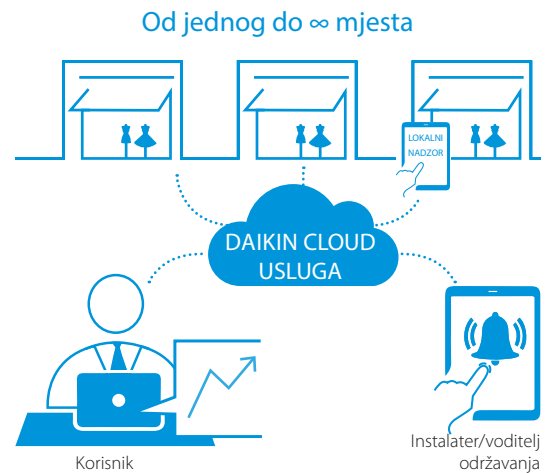 Od jednog do ∞ mjesta
LOKALNI
NADZOR
DAIKIN CLOUD
USLUGA
Korisnik
Instalater/voditelj
održavanja